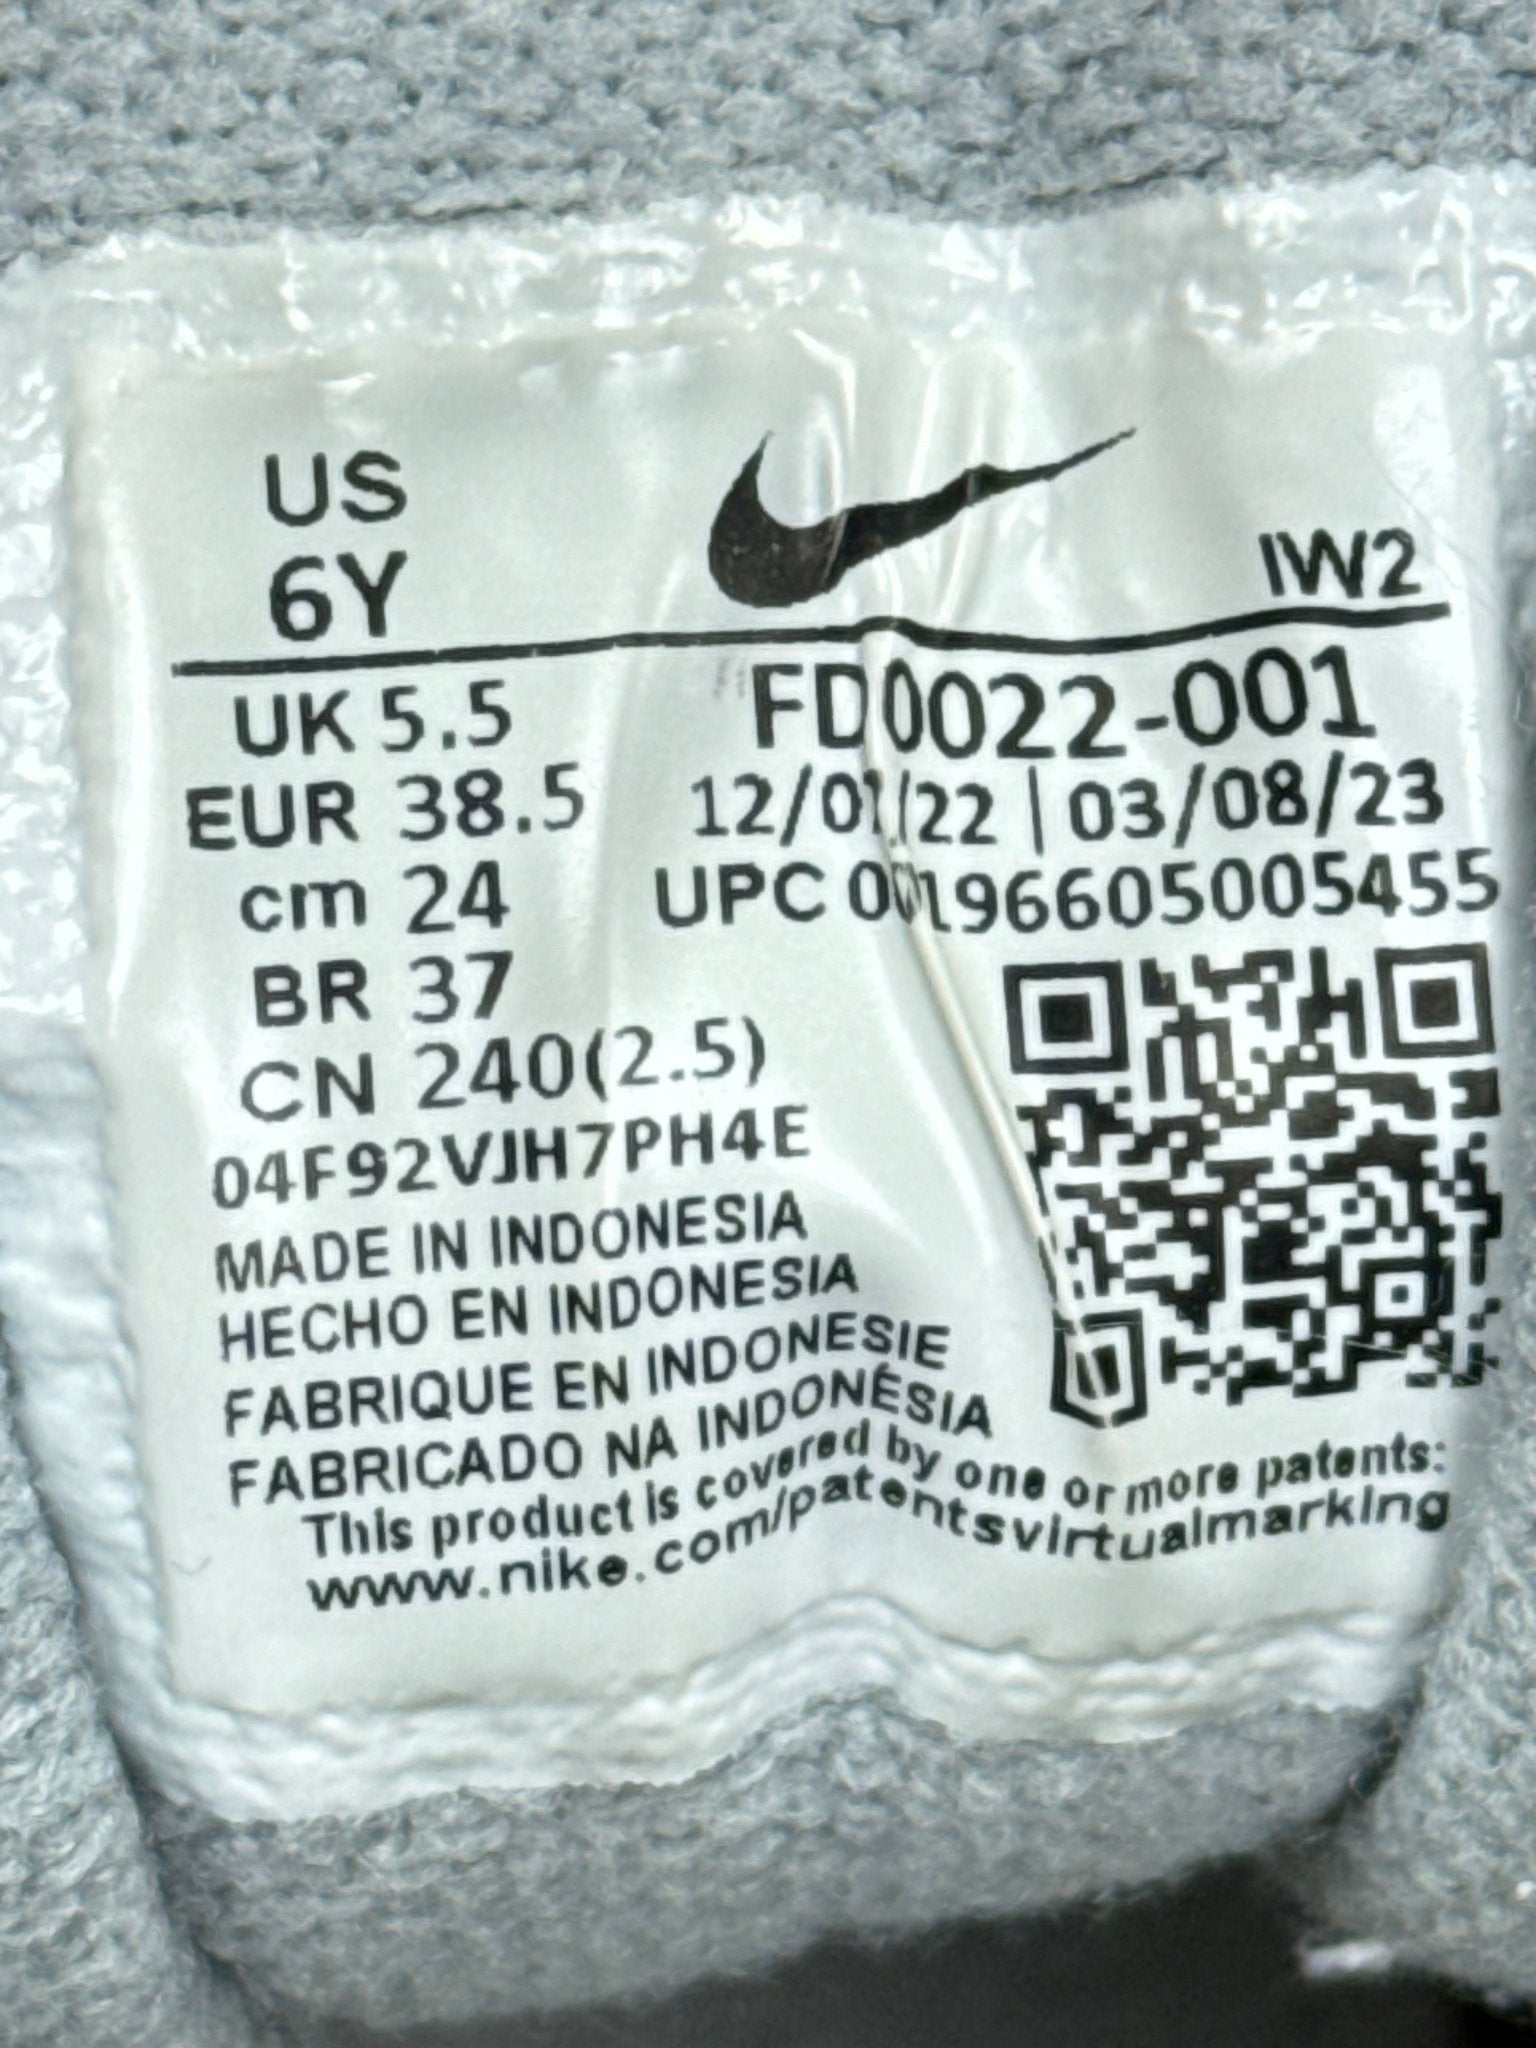 US
6Y
IW2
UK 5.5
FD0022-001
EUR 38.5
12/01/22 | 03/08/23
cm 24
UPC 00196605005455
BR 37
CN 240(2.5)
04F92VJH7PH4E
MADE IN INDONESIA
HECHO EN INDONESIA
FABRIQUE EN INDONESIE
FABRICADO NA INDONÉSIA
This product is covered by one or more patents:
www.nike.com/patentsvirtualmarking